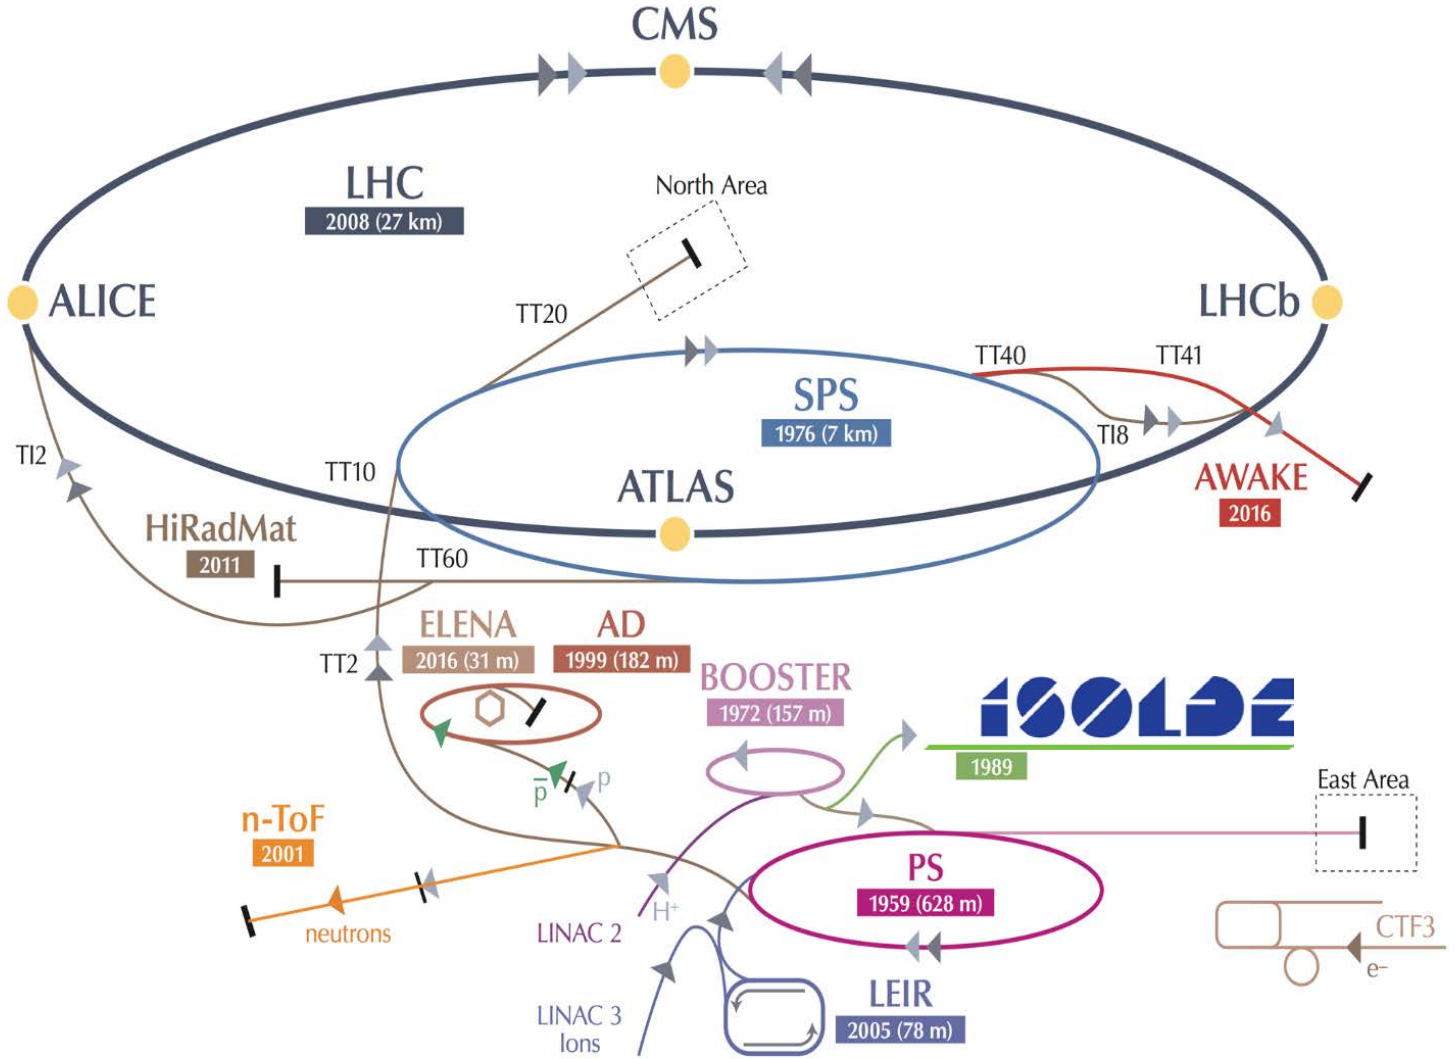 CMS
LHC
2008 (27 km)
North Area
ALICE
LHCb
TT20
TT40
TT41
SPS
1976 (7 km)
TI8
TI2
TT10
ATLAS
AWAKE
2016
HiRadMat
2011
TT60
ELENA
2016 (31 m)
AD
1999 (182 m)
TT2
BOOSTER
1972 (157 m)
ISOLDE
1989
p̅
p
East Area
n-ToF
2001
neutrons
PS
1959 (628 m)
H⁺
LINAC 2
CTF3
e⁻
LEIR
2005 (78 m)
LINAC 3
Ions